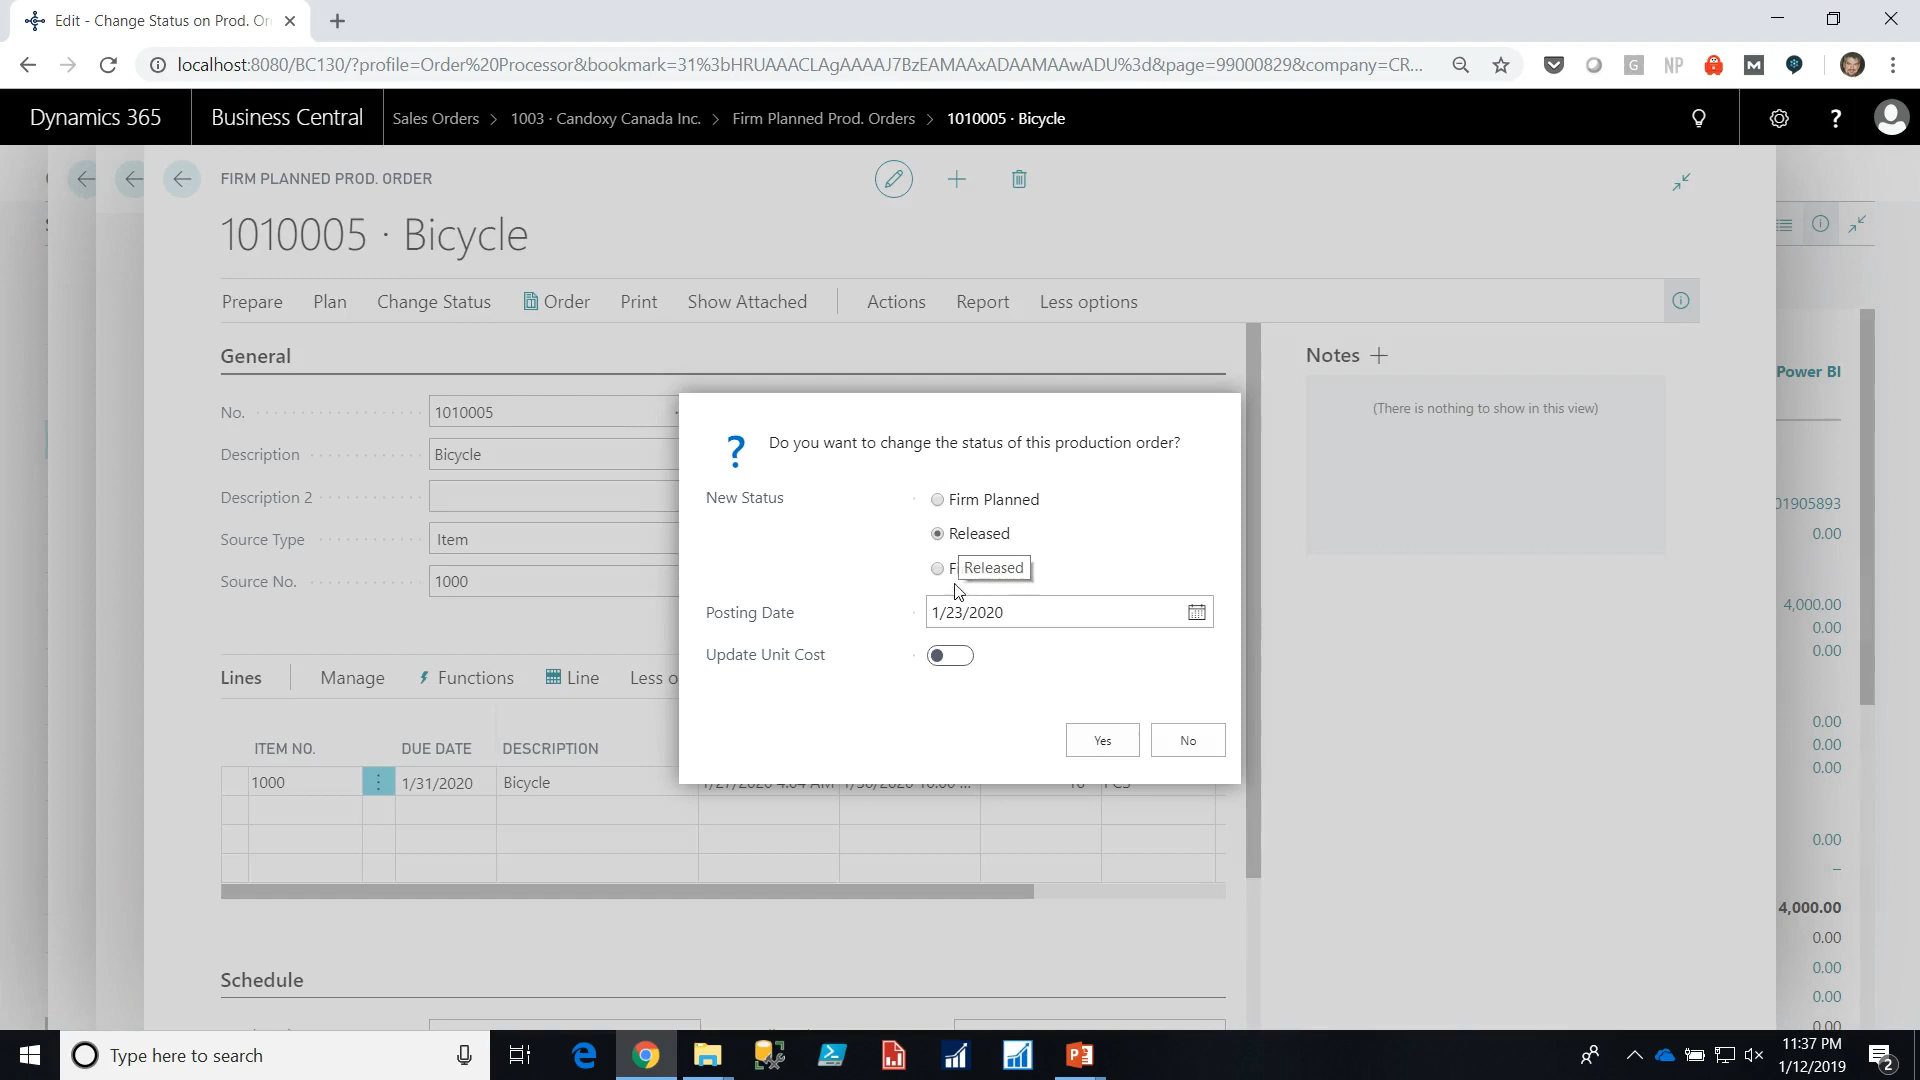 Edit - Change Status on Prod. Or
localhost:8080/BC130/?profile=Order%20Processor&bookmark=31%3bHRUAAACLAgAAAAJ7BzEAMAAxADAAMAAwADU%3d&page=99000829&company=CR...
Dynamics 365
Business Central
Sales Orders > 1003 · Candoxy Canada Inc. > Firm Planned Prod. Orders > 1010005 · Bicycle
FIRM PLANNED PROD. ORDER
1010005 · Bicycle
Prepare Plan Change Status Order Print Show Attached Actions Report Less options
General
Notes
(There is nothing to show in this view)
No. 1010005
Description Bicycle
Description 2
Source Type Item
Source No. 1000
Do you want to change the status of this production order?
New Status
Firm Planned
Released
F
Released
Posting Date 1/23/2020
Update Unit Cost
Yes No
Lines Manage Functions Line Less o
ITEM NO. DUE DATE DESCRIPTION
1000 1/31/2020 Bicycle
Schedule
Power BI
01905893
0.00
4,000.00
0.00
0.00
0.00
0.00
0.00
0.00
–
4,000.00
0.00
0.00
0.00
0.00
Type here to search
11:37 PM
1/12/2019
2